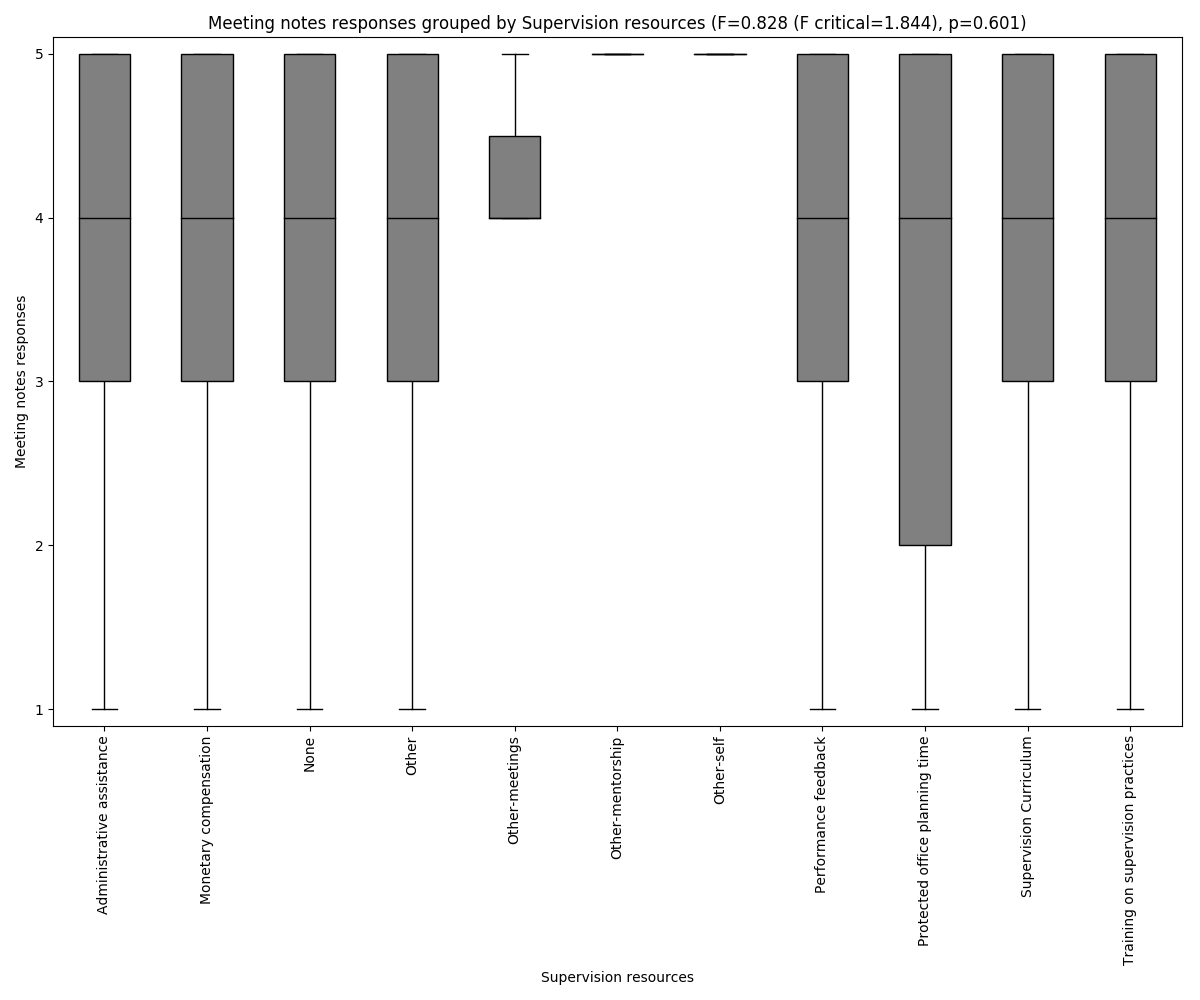 Meeting notes responses grouped by Supervision resources (F=0.828 (F critical=1.844), p=0.601)
Meeting notes responses
5
4
3
2
1
Administrative assistance
Monetary compensation
None
Other
Other-meetings
Other-mentorship
Other-self
Performance feedback
Protected office planning time
Supervision Curriculum
Training on supervision practices
Supervision resources